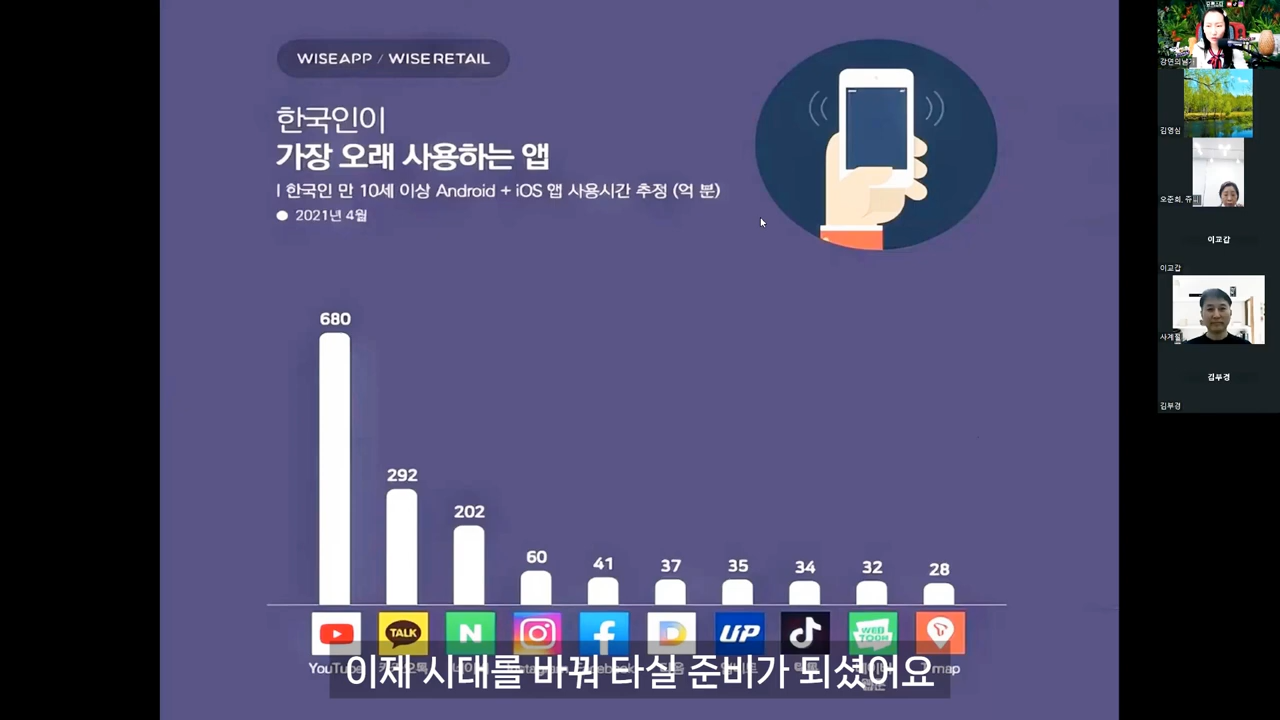 WISEAPP / WISERETAIL
한국인이
가장 오래 사용하는 앱
| 한국인 만 10세 이상 Android + iOS 앱 사용시간 추정 (억 분)
2021년 4월
680
292
202
60
41
37
35
34
32
28
TALK
N
f
D
UP
WEB
TOON
map
이제 시대를 바꿔 타실 준비가 되셨어요
김영심
이교갑
이교갑
김부경
김부경